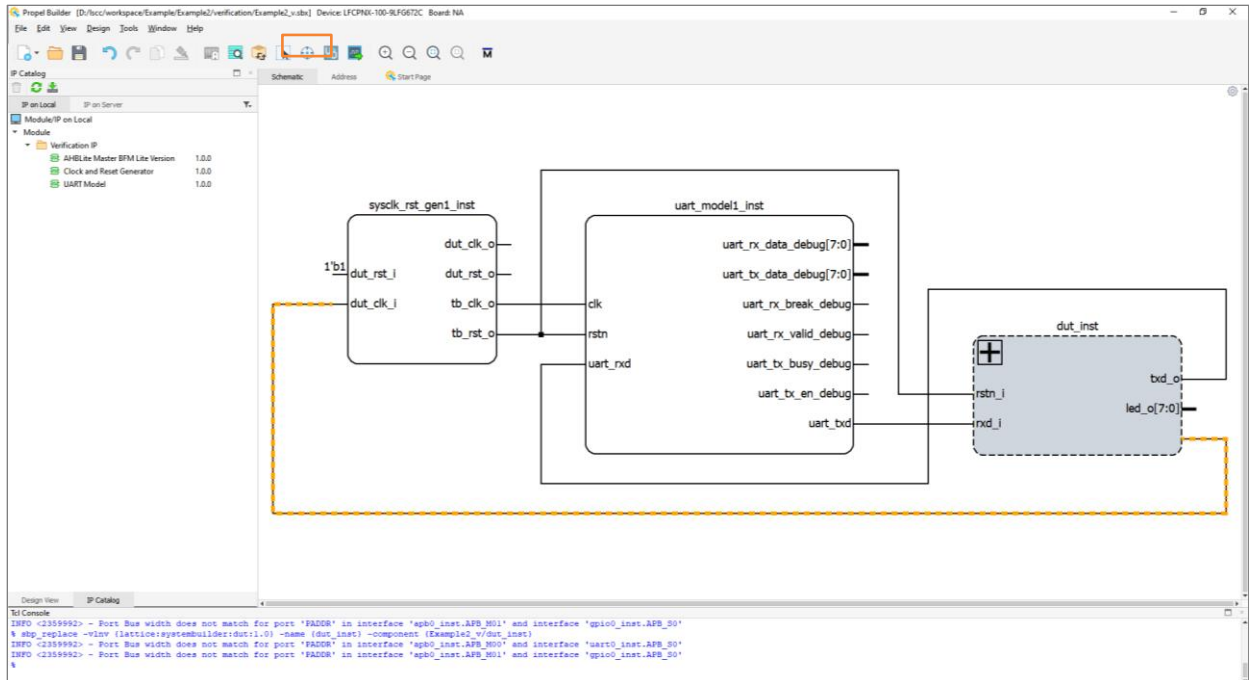 Propel Builder [D:/lscc/workspace/Example/Example2/verification/Example2_v.sbx] Device: LFCPNX-100-9LFG672C Board: NA
File Edit View Design Tools Window Help
IP Catalog
Schematic Address Start Page
IP on Local IP on Server
Module/IP on Local
Module
Verification IP
AHBLite Master BFM Lite Version 1.0.0
Clock and Reset Generator 1.0.0
UART Model 1.0.0
sysclk_rst_gen1_inst
1'b1
dut_rst_i
dut_clk_i
dut_clk_o
dut_rst_o
tb_clk_o
tb_rst_o
uart_model1_inst
clk
rstn
uart_rxd
uart_rx_data_debug[7:0]
uart_tx_data_debug[7:0]
uart_rx_break_debug
uart_rx_valid_debug
uart_tx_busy_debug
uart_tx_en_debug
uart_txd
dut_inst
rstn_i
rxd_i
txd_o
led_o[7:0]
Design View IP Catalog
Tcl Console
INFO <2359992> - Port Bus width does not match for port 'PADDR' in interface 'apb0_inst.APB_M01' and interface 'gpio0_inst.APB_S0'
% sbp_replace -vlnv {lattice:systembuilder:dut:1.0} -name {dut_inst} -component {Example2_v/dut_inst}
INFO <2359992> - Port Bus width does not match for port 'PADDR' in interface 'apb0_inst.APB_M00' and interface 'uart0_inst.APB_S0'
INFO <2359992> - Port Bus width does not match for port 'PADDR' in interface 'apb0_inst.APB_M01' and interface 'gpio0_inst.APB_S0'
%